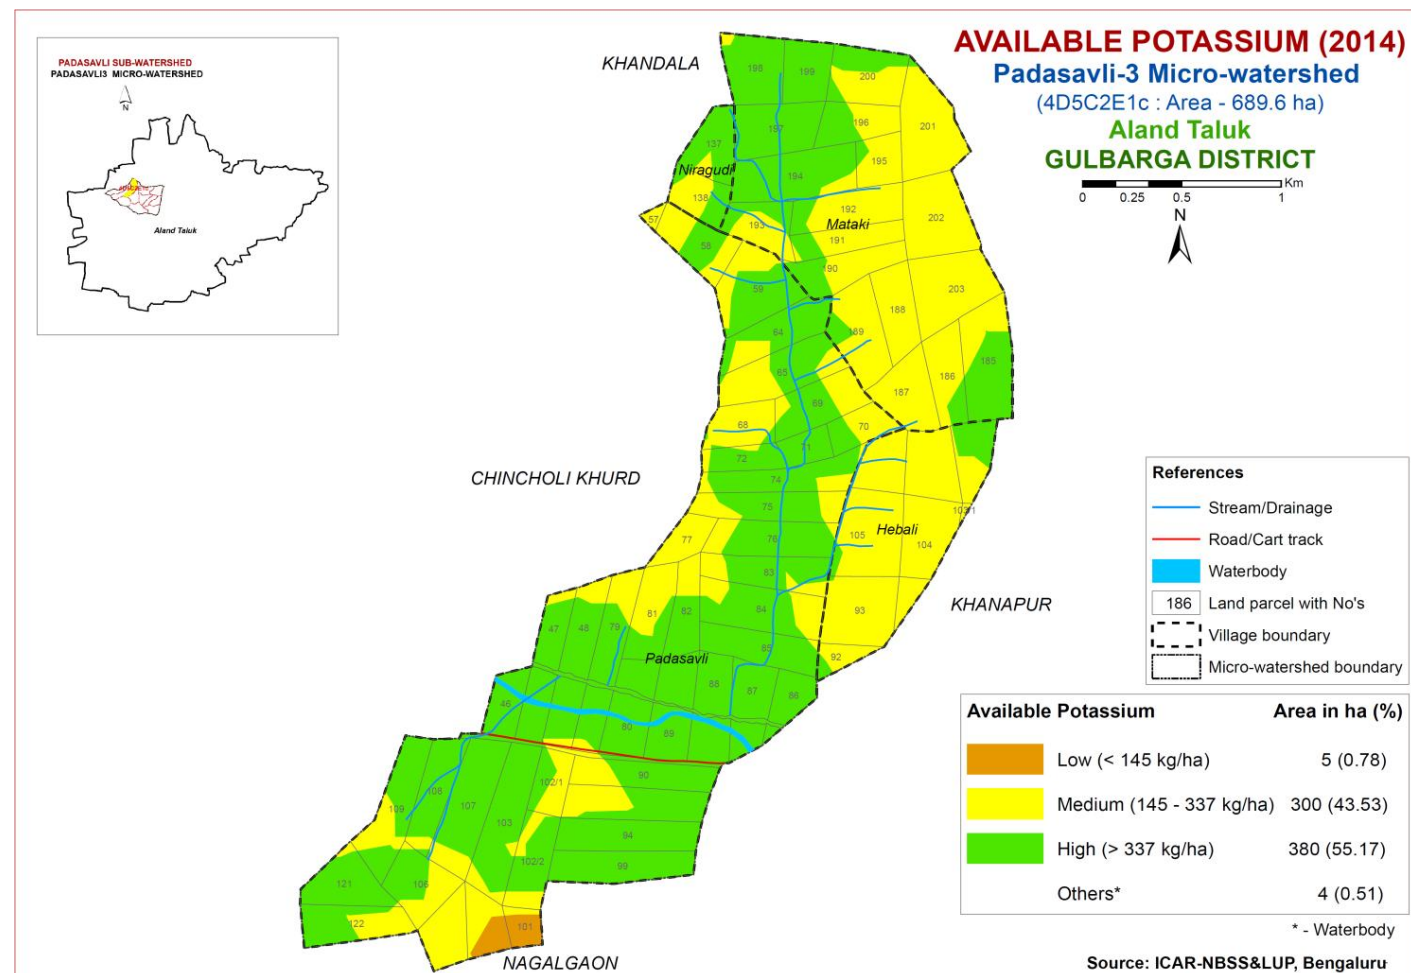 AVAILABLE POTASSIUM (2014)
Padasavli-3 Micro-watershed
(4D5C2E1c : Area - 689.6 ha)
Aland Taluk
GULBARGA DISTRICT
Km
0 0.25 0.5 1
N
PADASAVLI SUB-WATERSHED
PADASAVLI3 MICRO-WATERSHED
N
Aland Taluk
KHANDALA
198 199 200
197 196 201
137 195
Niragudi 194
138 192 202
57 193 Mataki
58 191
190
59 203
188
64 189
185
65 186
187
69
68 70
71
72
CHINCHOLI KHURD
74
75 103/1
77 76 105 Hebali 104
83
81 82 84 93
KHANAPUR
47 48 79
85 92
Padasavli
88 87 86
46
80 89
102/1 90
108
109 107 103
94
102/2 99
121 106
122 101
NAGALGAON
References
Stream/Drainage
Road/Cart track
Waterbody
186 Land parcel with No's
Village boundary
Micro-watershed boundary
Available Potassium Area in ha (%)
Low (< 145 kg/ha) 5 (0.78)
Medium (145 - 337 kg/ha) 300 (43.53)
High (> 337 kg/ha) 380 (55.17)
Others* 4 (0.51)
* - Waterbody
Source: ICAR-NBSS&LUP, Bengaluru